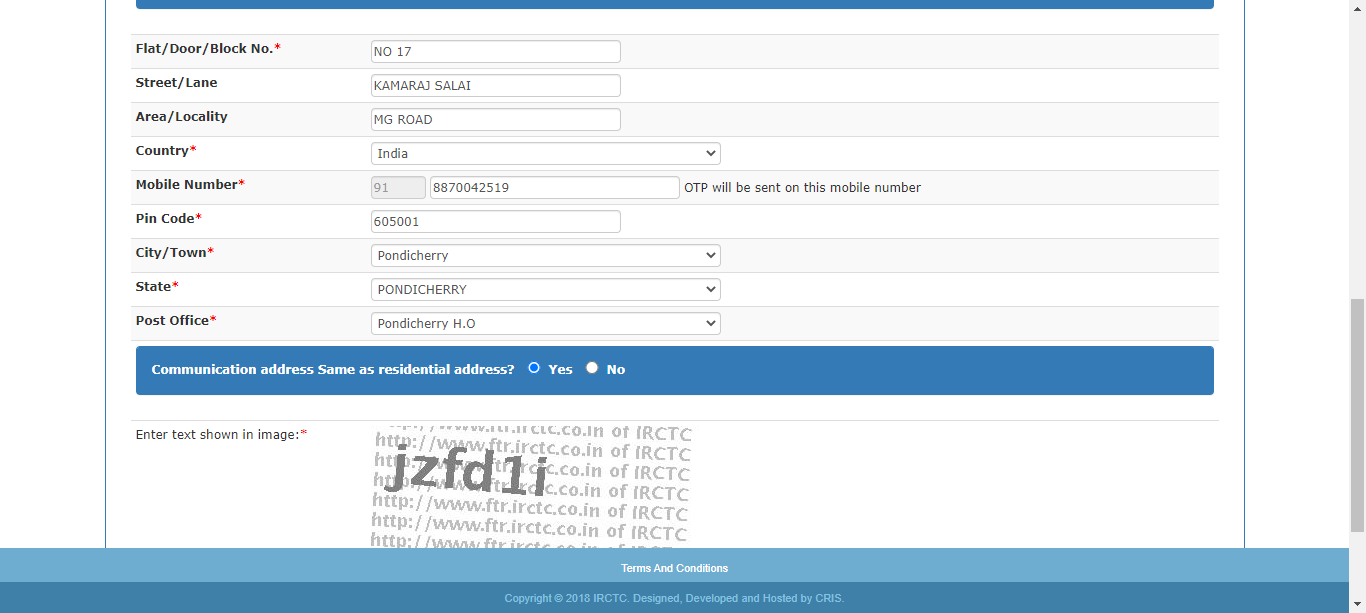 Flat/Door/Block No.* NO 17
Street/Lane KAMARAJ SALAI
Area/Locality MG ROAD
Country* India
Mobile Number* 91 8870042519 OTP will be sent on this mobile number
Pin Code* 605001
City/Town* Pondicherry
State* PONDICHERRY
Post Office* Pondicherry H.O
Communication address Same as residential address? Yes No
Enter text shown in image:*
http://www.ftr.irctc.co.in of IRCTC
http://www.ftr.irctc.co.in of IRCTC
http://www.ftr.irctc.co.in of IRCTC
jzfd1i
http://www.ftr.irctc.co.in of IRCTC
http://www.ftr.irctc.co.in of IRCTC
http://www.ftr.irctc.co.in of IRCTC
Terms And Conditions
Copyright © 2018 IRCTC. Designed, Developed and Hosted by CRIS.